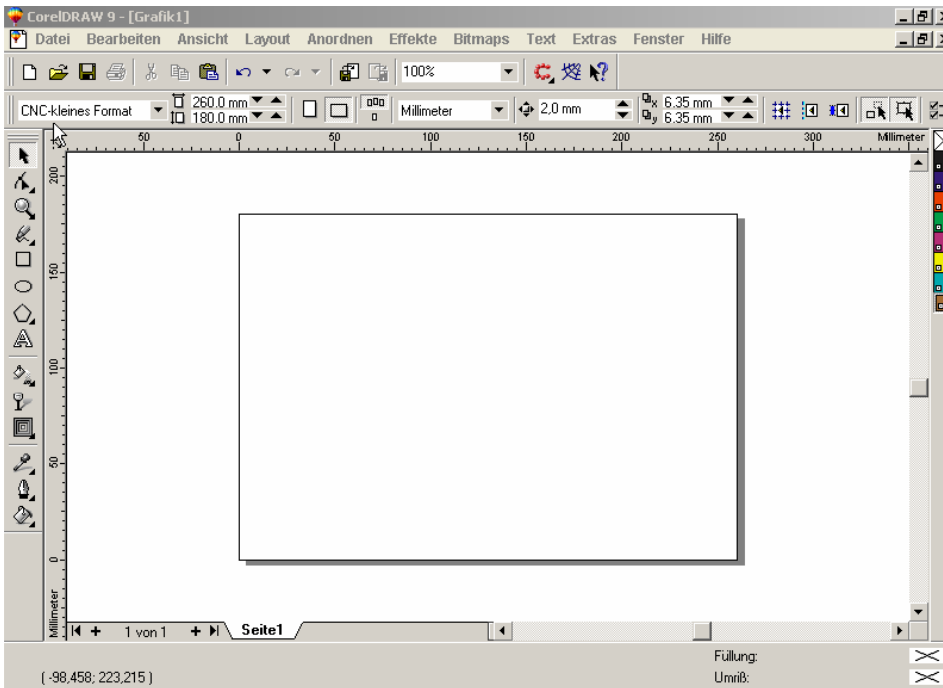 CorelDRAW 9 - [Grafik1]
Datei Bearbeiten Ansicht Layout Anordnen Effekte Bitmaps Text Extras Fenster Hilfe
100%
CNC-kleines Format 260.0 mm Millimeter 2,0 mm 6.35 mm
180.0 mm 6.35 mm
50 0 50 100 150 200 250 300 Millimeter
200
150
100
50
0
Millimeter
1 von 1 Seite1
Füllung:
( -98,458; 223,215 ) Umriß: